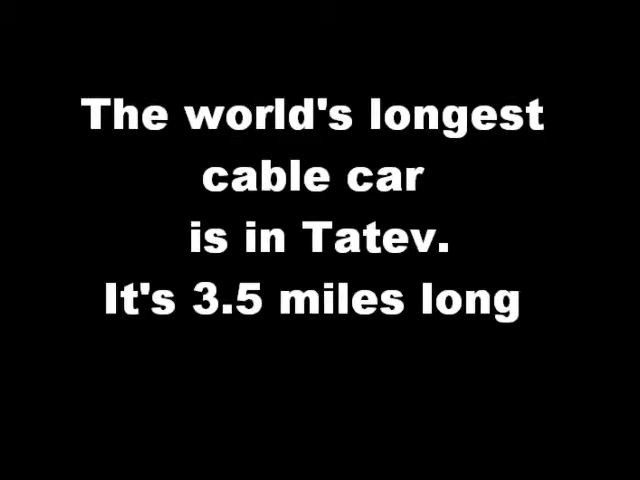 The world's longest
cable car
is in Tatev.
It's 3.5 miles long